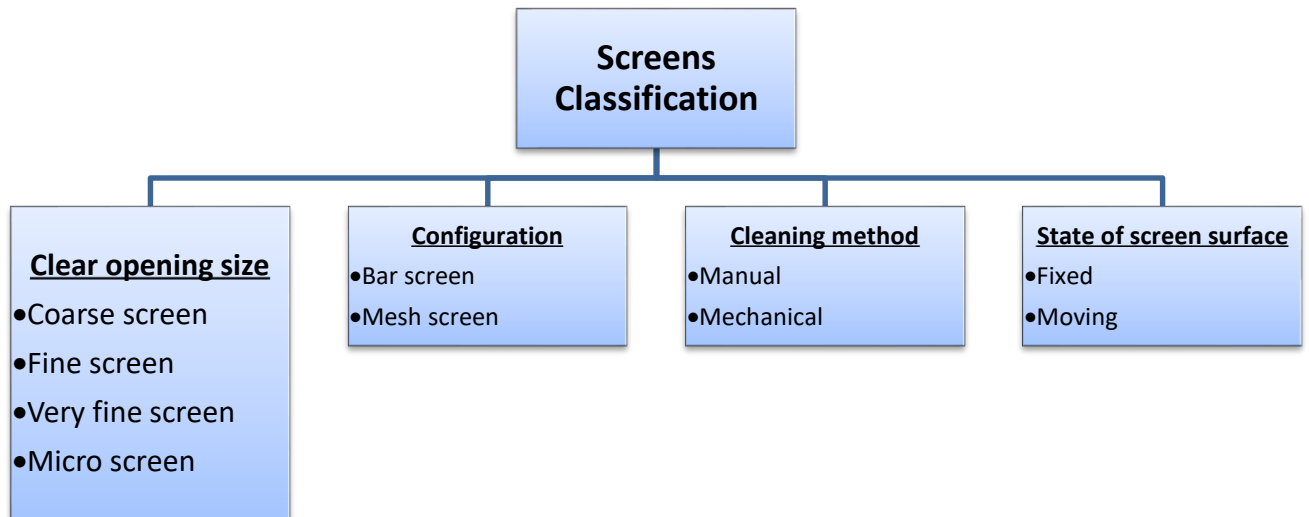 Screens
Classification
Clear opening size
•Coarse screen
•Fine screen
•Very fine screen
•Micro screen
Configuration
•Bar screen
•Mesh screen
Cleaning method
•Manual
•Mechanical
State of screen surface
•Fixed
•Moving